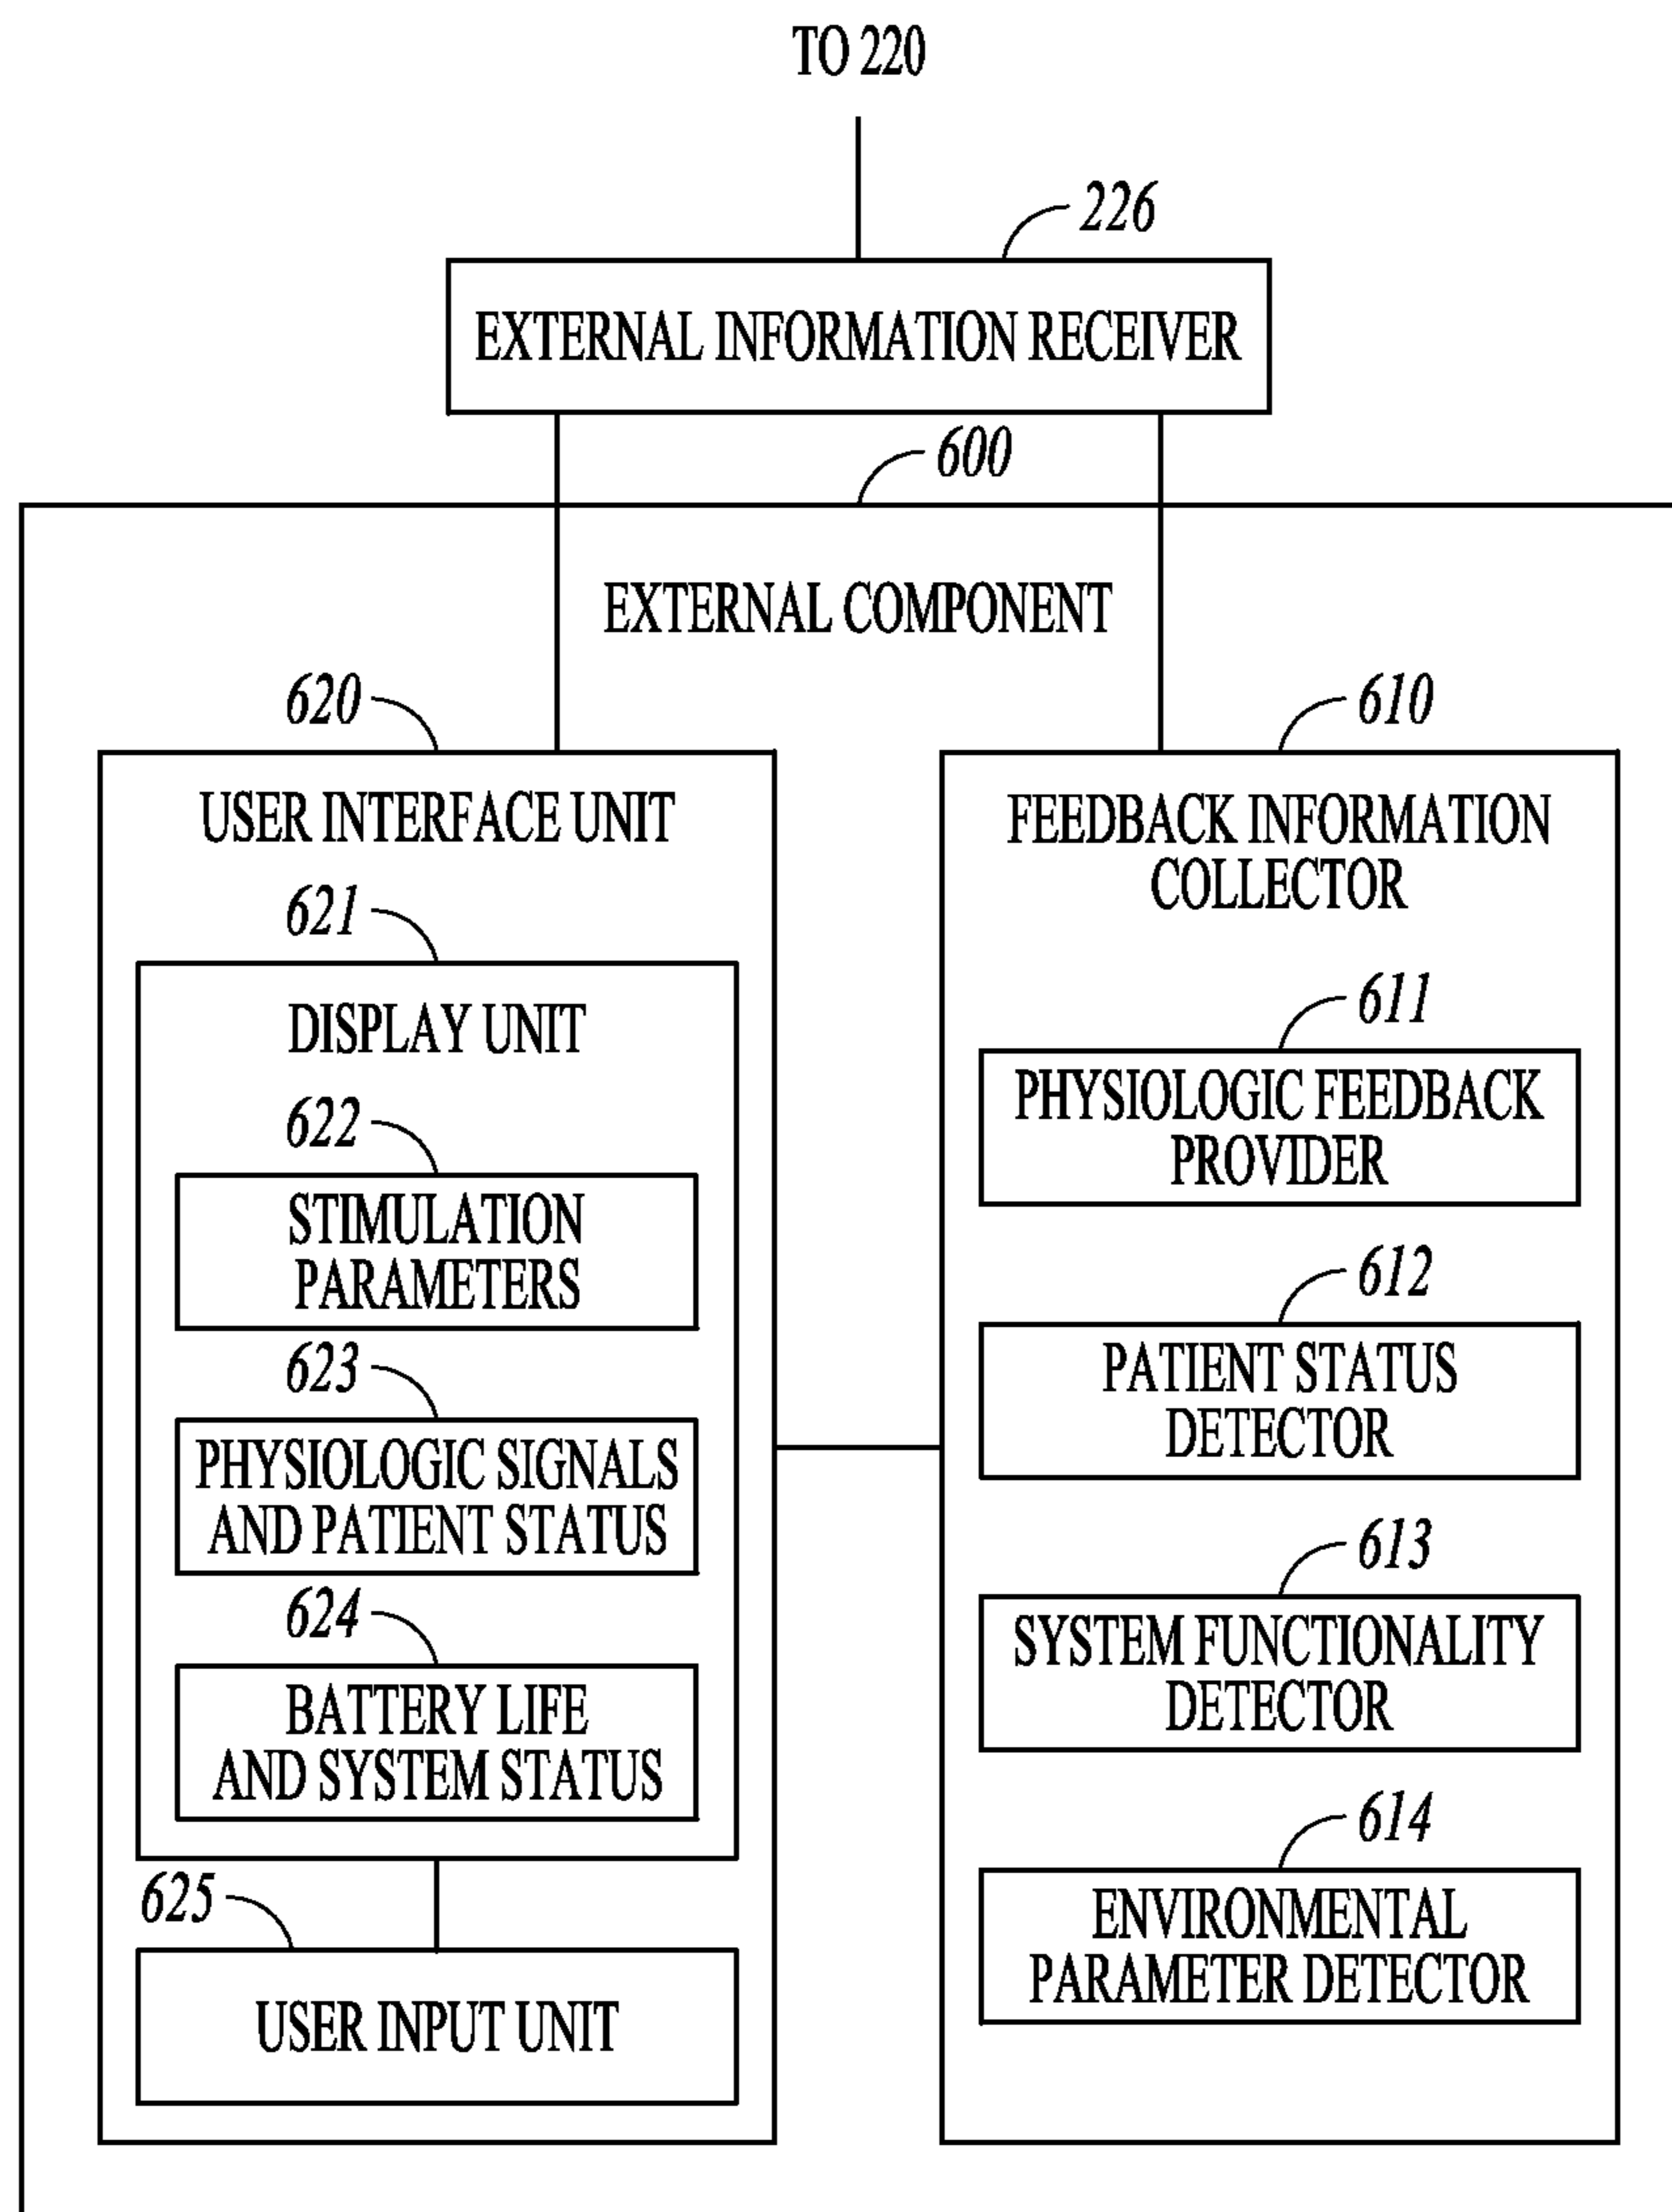 TO 220
226
EXTERNAL INFORMATION RECEIVER
600
EXTERNAL COMPONENT
620
USER INTERFACE UNIT
621
DISPLAY UNIT
622
STIMULATION
PARAMETERS
623
PHYSIOLOGIC SIGNALS
AND PATIENT STATUS
624
BATTERY LIFE
AND SYSTEM STATUS
625
USER INPUT UNIT
610
FEEDBACK INFORMATION
COLLECTOR
611
PHYSIOLOGIC FEEDBACK
PROVIDER
612
PATIENT STATUS
DETECTOR
613
SYSTEM FUNCTIONALITY
DETECTOR
614
ENVIRONMENTAL
PARAMETER DETECTOR